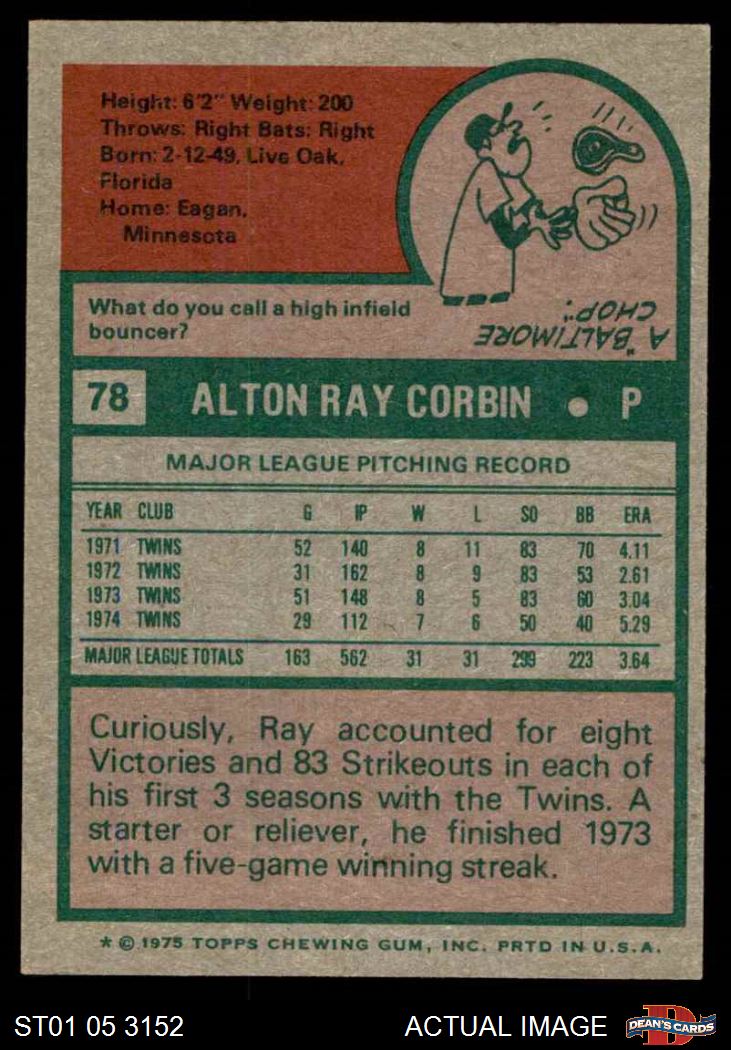 Height: 6'2" Weight: 200
Throws: Right Bats: Right
Born: 2-12-49, Live Oak,
Florida
Home: Eagan,
Minnesota
What do you call a high infield
bouncer?
A "BALTIMORE
CHOP".
78 ALTON RAY CORBIN ● P
MAJOR LEAGUE PITCHING RECORD
YEAR CLUB G IP W L SO BB ERA
1971 TWINS 52 140 8 11 83 70 4.11
1972 TWINS 31 162 8 9 83 53 2.61
1973 TWINS 51 148 8 5 83 60 3.04
1974 TWINS 29 112 7 6 50 40 5.29
MAJOR LEAGUE TOTALS 163 562 31 31 299 223 3.64
Curiously, Ray accounted for eight
Victories and 83 Strikeouts in each of
his first 3 seasons with the Twins. A
starter or reliever, he finished 1973
with a five-game winning streak.
* © 1975 TOPPS CHEWING GUM, INC. PRTD IN U.S.A.
ST01 05 3152 ACTUAL IMAGE D DEAN'S CARDS